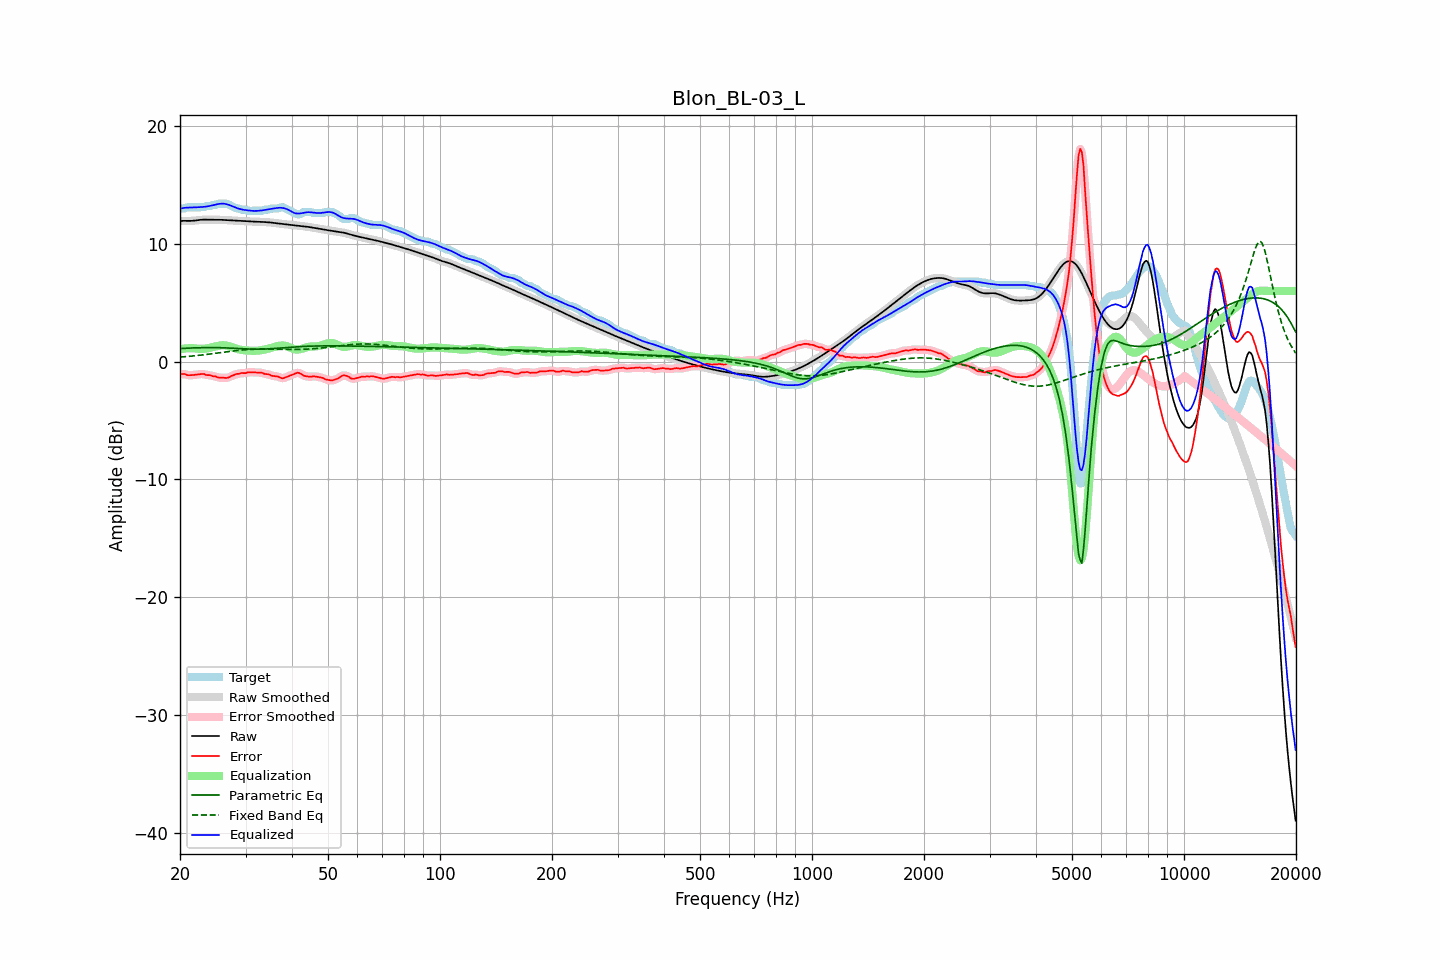 Blon_BL-03_L
Amplitude (dBr)
20
10
0
−10
−20
−30
−40
Target
Raw Smoothed
Error Smoothed
Raw
Error
Equalization
Parametric Eq
Fixed Band Eq
Equalized
20 50 100 200 500 1000 2000 5000 10000 20000
Frequency (Hz)